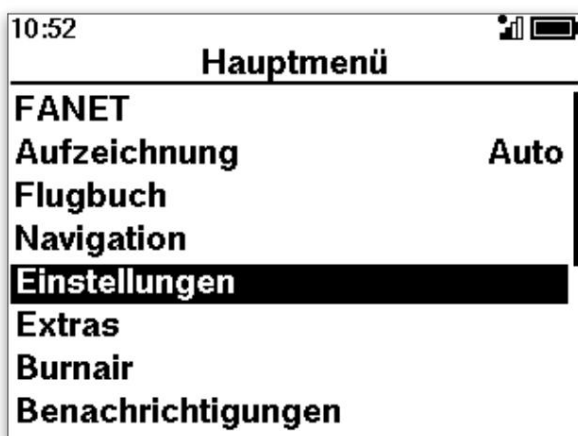 10:52
Hauptmenü
FANET
Aufzeichnung Auto
Flugbuch
Navigation
Einstellungen
Extras
Burnair
Benachrichtigungen